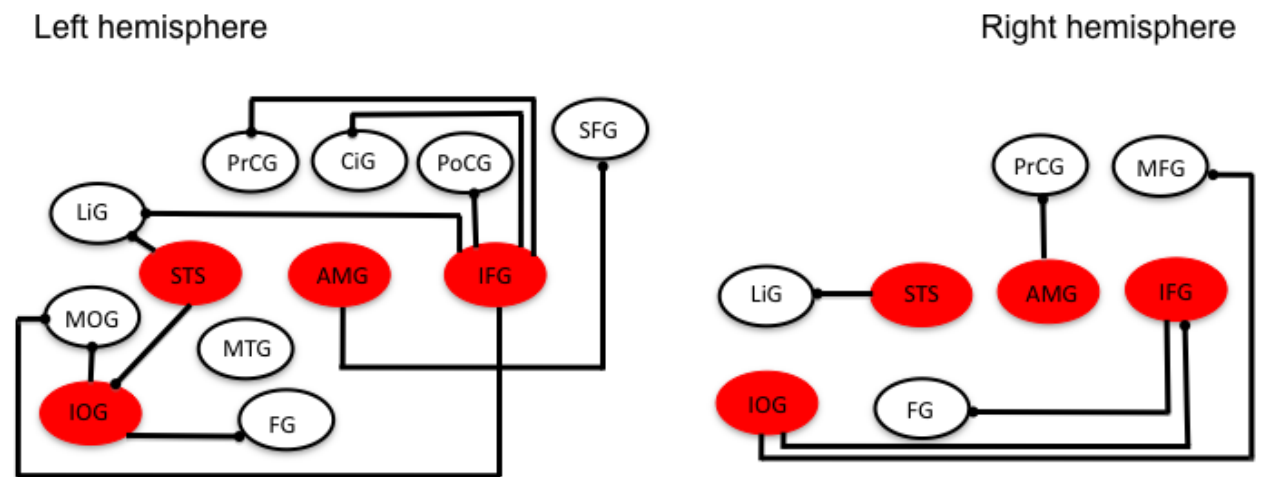 Left hemisphere
Right hemisphere
SFG
PrCG
CiG
PoCG
LiG
STS
AMG
IFG
MOG
MTG
IOG
FG
PrCG
MFG
LiG
STS
AMG
IFG
IOG
FG